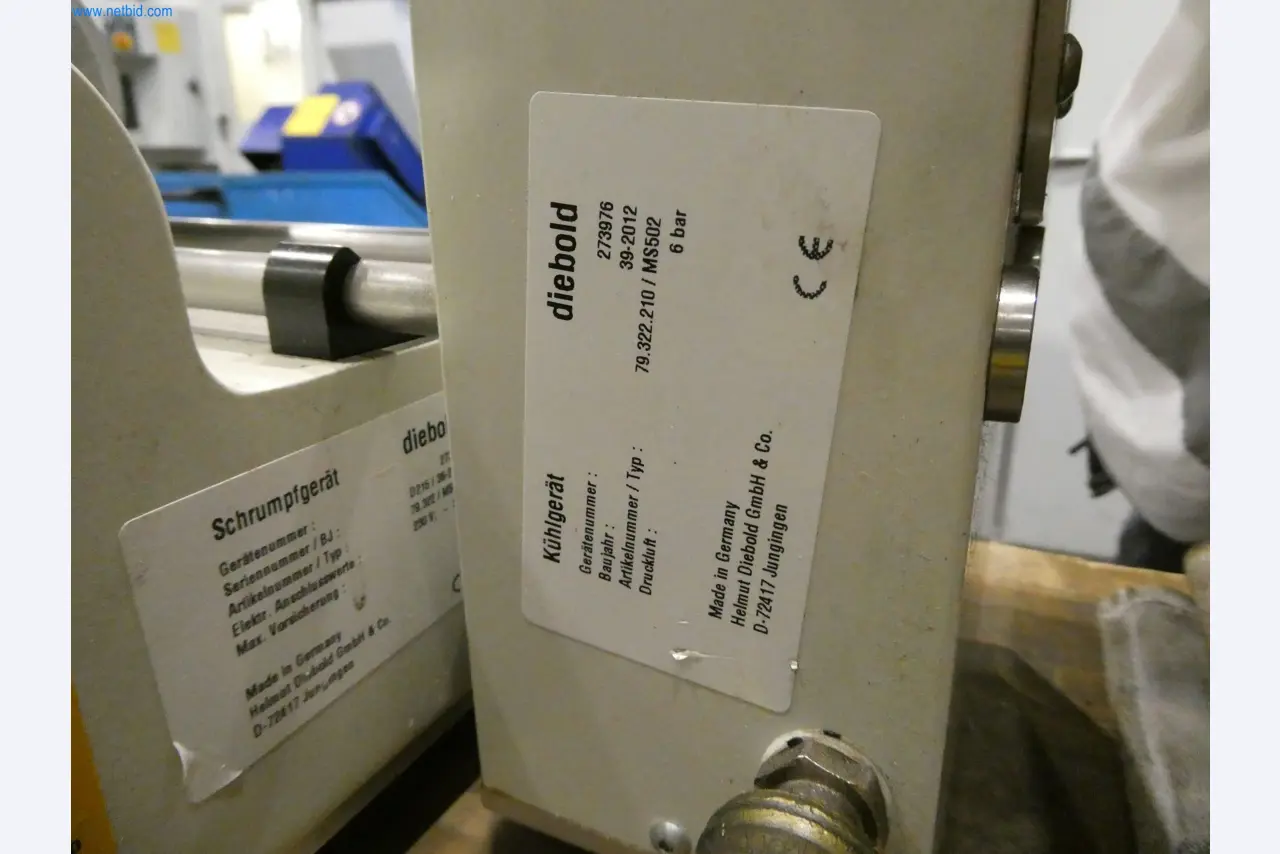 www.netbid.com
Kühlgerät diebold
Gerätenummer : 273976
Baujahr : 39-2012
Artikelnummer / Typ : 79.322.210 / MS502
Druckluft : 6 bar
Made in Germany
Helmut Diebold GmbH & Co.
D-72417 Jungingen
CE
Schrumpfgerät diebo
Gerätenummer :
Seriennummer / BJ :
Artikelnummer / Typ :
Elektr. Anschlusswerte :
Max. Vorsicherung :
Made in Germany
Helmut Diebold GmbH & Co.
D-72417 Jungingen